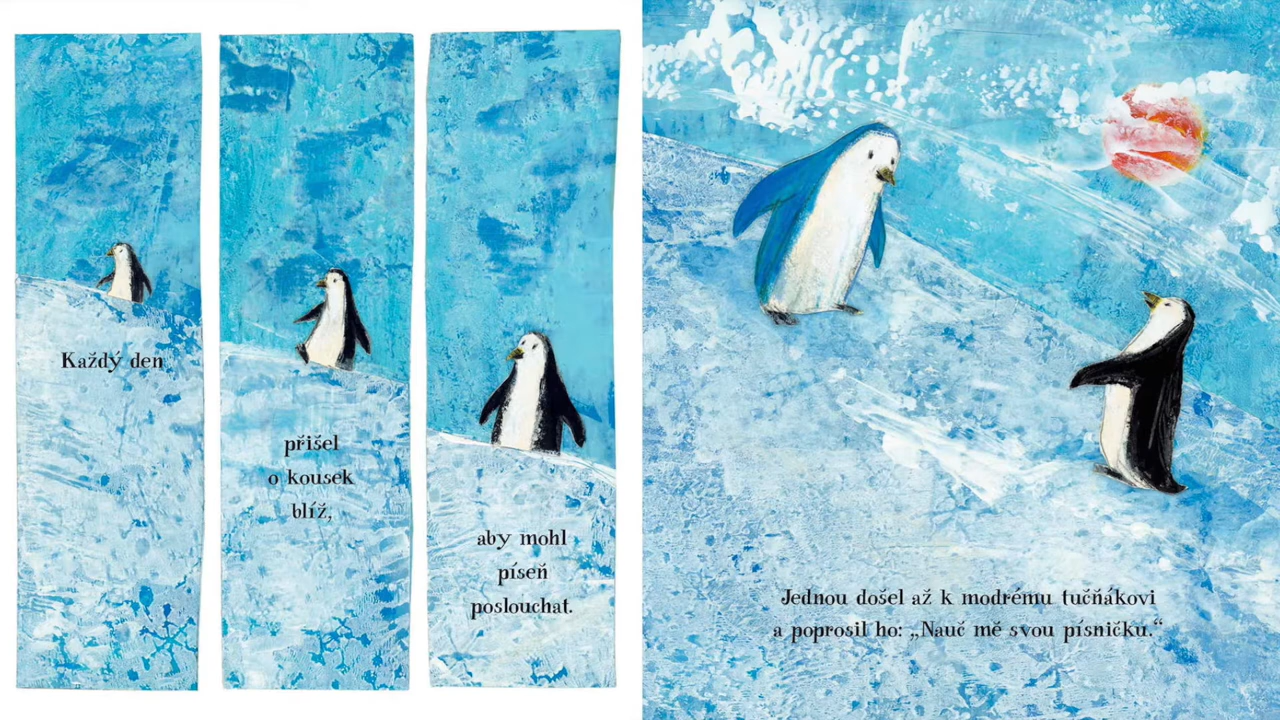 Každý den
přišel
o kousek
blíž,
aby mohl
píseň
poslouchat.
Jednou došel až k modrému tučňákovi
a poprosil ho: „Nauč mě svou písničku.“